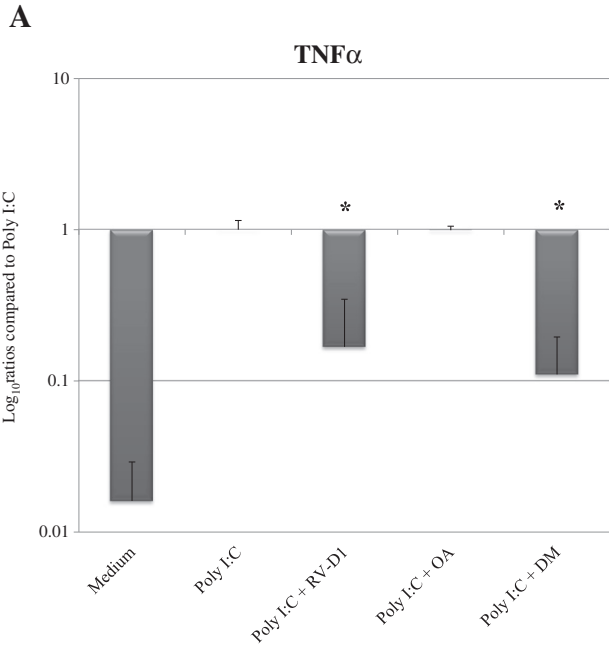 A
TNFα
10
1
0.1
0.01
Log10ratios compared to Poly I:C
*
*
Medium
Poly I:C
Poly I:C + RV-D1
Poly I:C + OA
Poly I:C + DM